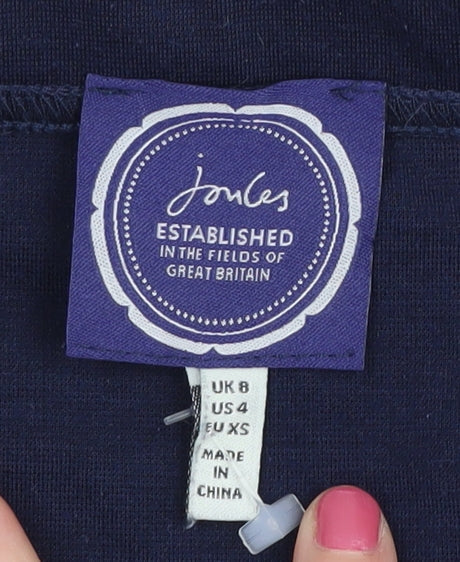 Joules
ESTABLISHED
IN THE FIELDS OF
GREAT BRITAIN
UK 8
US 4
EU XS
MADE
IN
CHINA